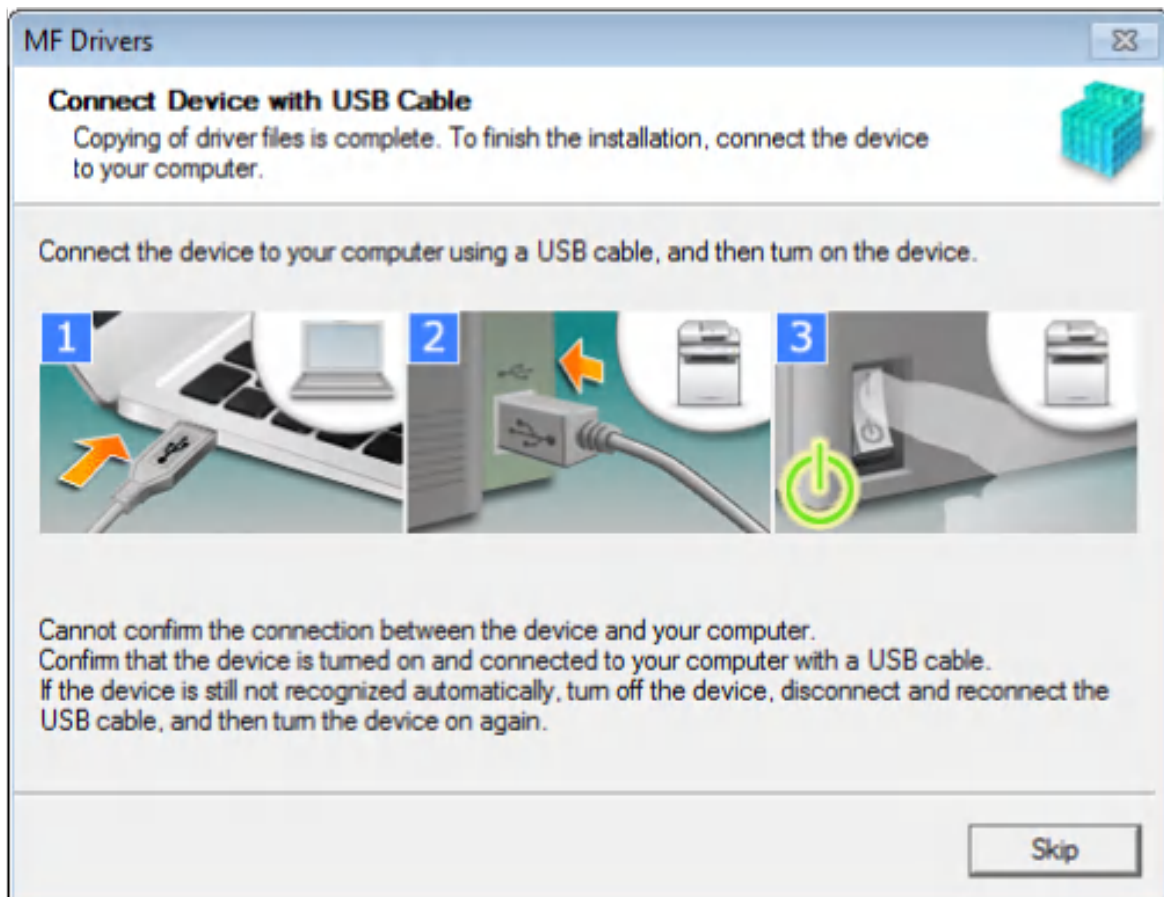 MF Drivers
Connect Device with USB Cable
Copying of driver files is complete. To finish the installation, connect the device
to your computer.
Connect the device to your computer using a USB cable, and then turn on the device.
1
2
3
Cannot confirm the connection between the device and your computer.
Confirm that the device is turned on and connected to your computer with a USB cable.
If the device is still not recognized automatically, turn off the device, disconnect and reconnect the
USB cable, and then turn the device on again.
Skip